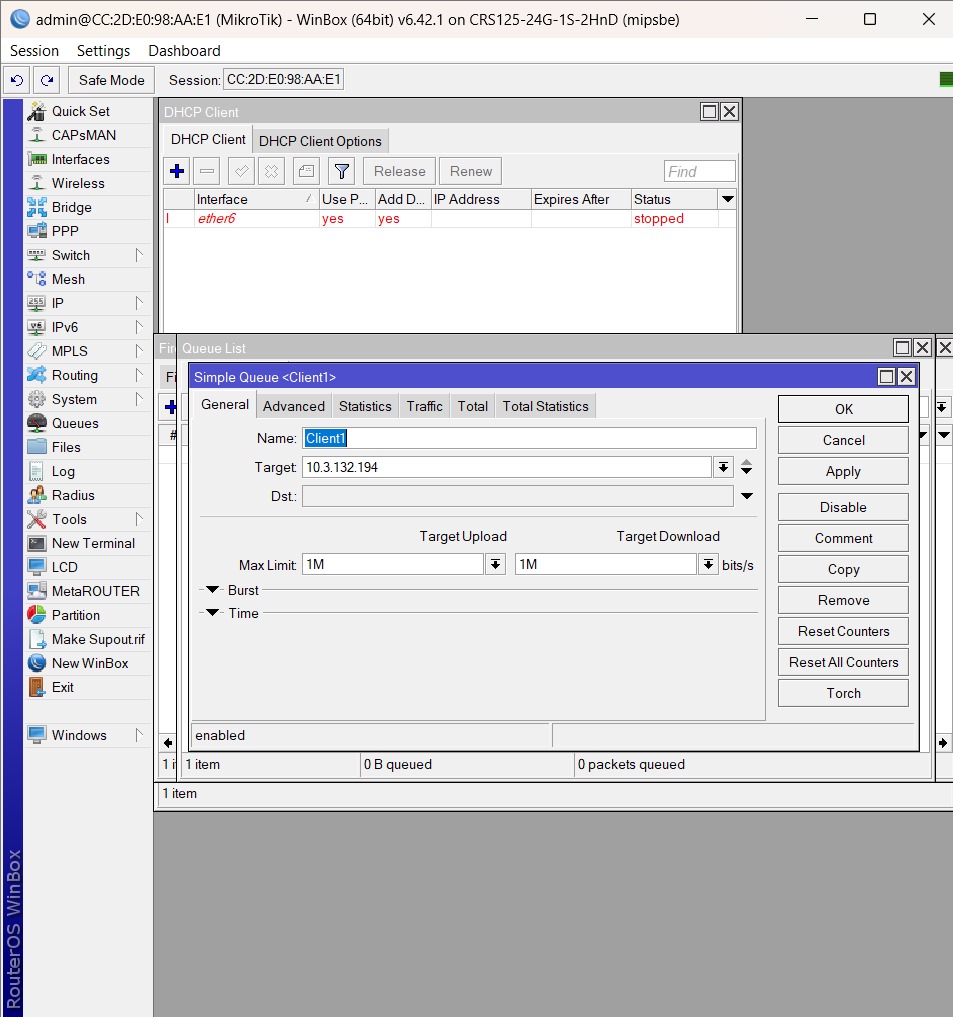 admin@CC:2D:E0:98:AA:E1 (MikroTik) - WinBox (64bit) v6.42.1 on CRS125-24G-1S-2HnD (mipsbe)
Session Settings Dashboard
Safe Mode Session: CC:2D:E0:98:AA:E1
Quick Set
CAPsMAN
Interfaces
Wireless
Bridge
PPP
Switch
Mesh
IP
IPv6
MPLS
Routing
System
Queues
Files
Log
Radius
Tools
New Terminal
LCD
MetaROUTER
Partition
Make Supout.rif
New WinBox
Exit
Windows
RouterOS WinBox
DHCP Client
DHCP Client DHCP Client Options
Release Renew Find
Interface Use P... Add D... IP Address Expires After Status
I ether6 yes yes stopped
Fir Queue List
Fi
#
Simple Queue <Client1>
General Advanced Statistics Traffic Total Total Statistics
Name: Client1
Target: 10.3.132.194
Dst.:
Target Upload Target Download
Max Limit: 1M 1M bits/s
Burst
Time
OK
Cancel
Apply
Disable
Comment
Copy
Remove
Reset Counters
Reset All Counters
Torch
enabled
1 i 1 item 0 B queued 0 packets queued
1 item